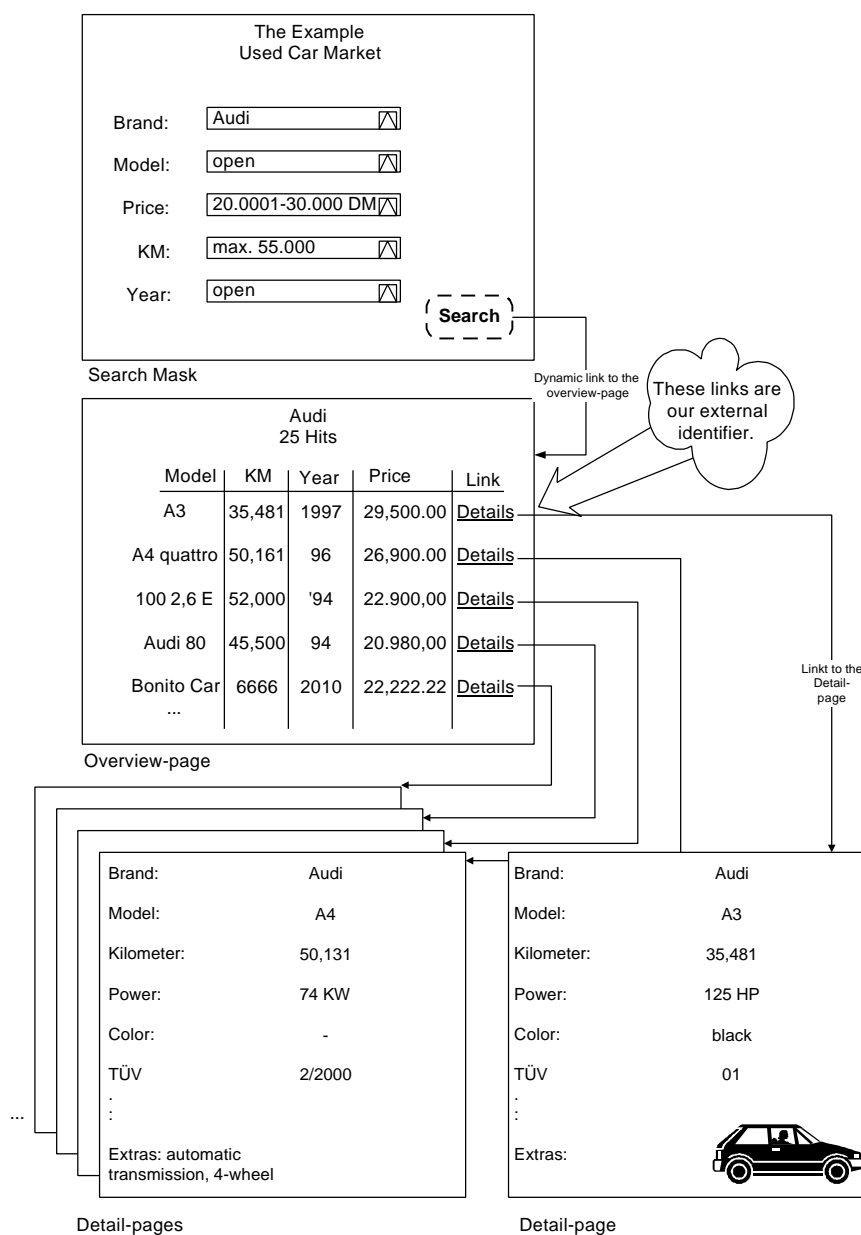 The Example
Used Car Market
Brand: Audi
Model: open
Price: 20.0001-30.000 DM
KM: max. 55.000
Year: open
Search
Search Mask
Dynamic link to the
overview-page
These links are
our external
identifier.
Audi
25 Hits
Model KM Year Price Link
A3 35,481 1997 29,500.00 Details
A4 quattro 50,161 96 26,900.00 Details
100 2,6 E 52,000 '94 22.900,00 Details
Audi 80 45,500 94 20.980,00 Details
Bonito Car 6666 2010 22,222.22 Details
...
Overview-page
Linkt to the
Detail-
page
Brand: Audi
Model: A4
Kilometer: 50,131
Power: 74 KW
Color: -
TÜV 2/2000
.
:
Extras: automatic
transmission, 4-wheel
...
Detail-pages
Brand: Audi
Model: A3
Kilometer: 35,481
Power: 125 HP
Color: black
TÜV 01
.
:
Extras:
Detail-page